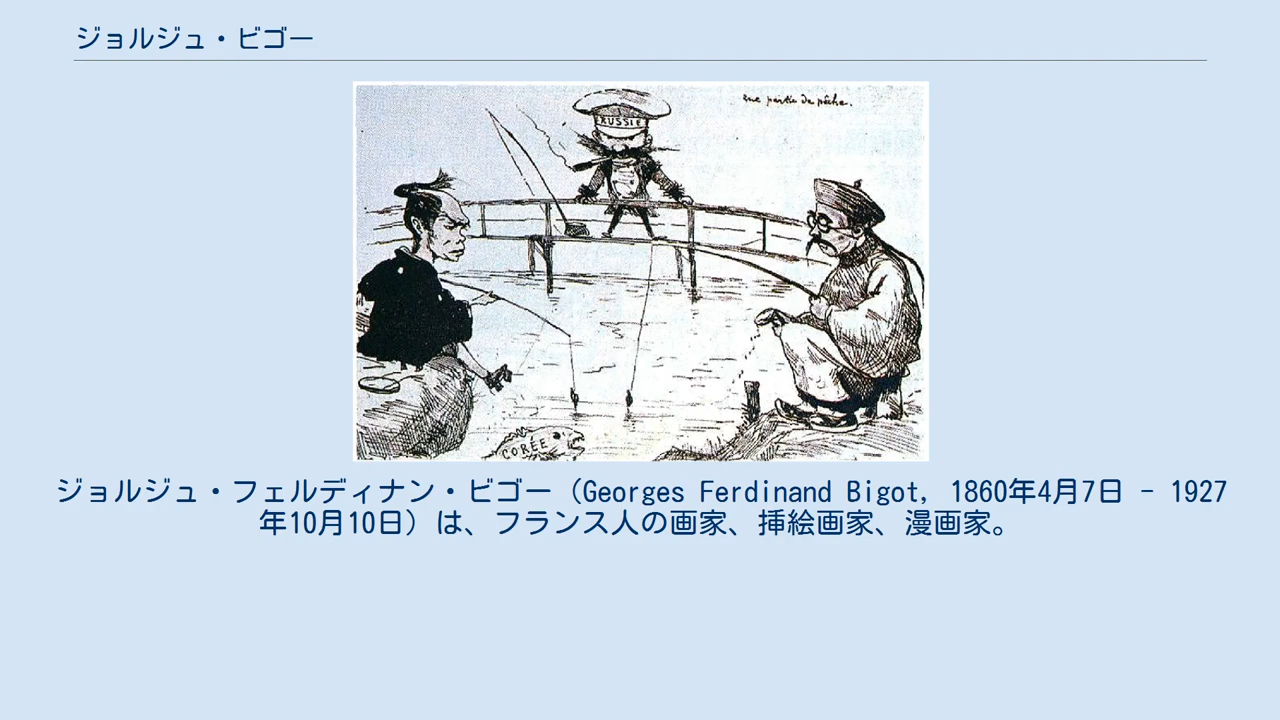 ジョルジュ・ビゴー
Une partie de pêche.
RUSSIE
CORÉE
ジョルジュ・フェルディナン・ビゴー（Georges Ferdinand Bigot, 1860年4月7日 - 1927
年10月10日）は、フランス人の画家、挿絵画家、漫画家。